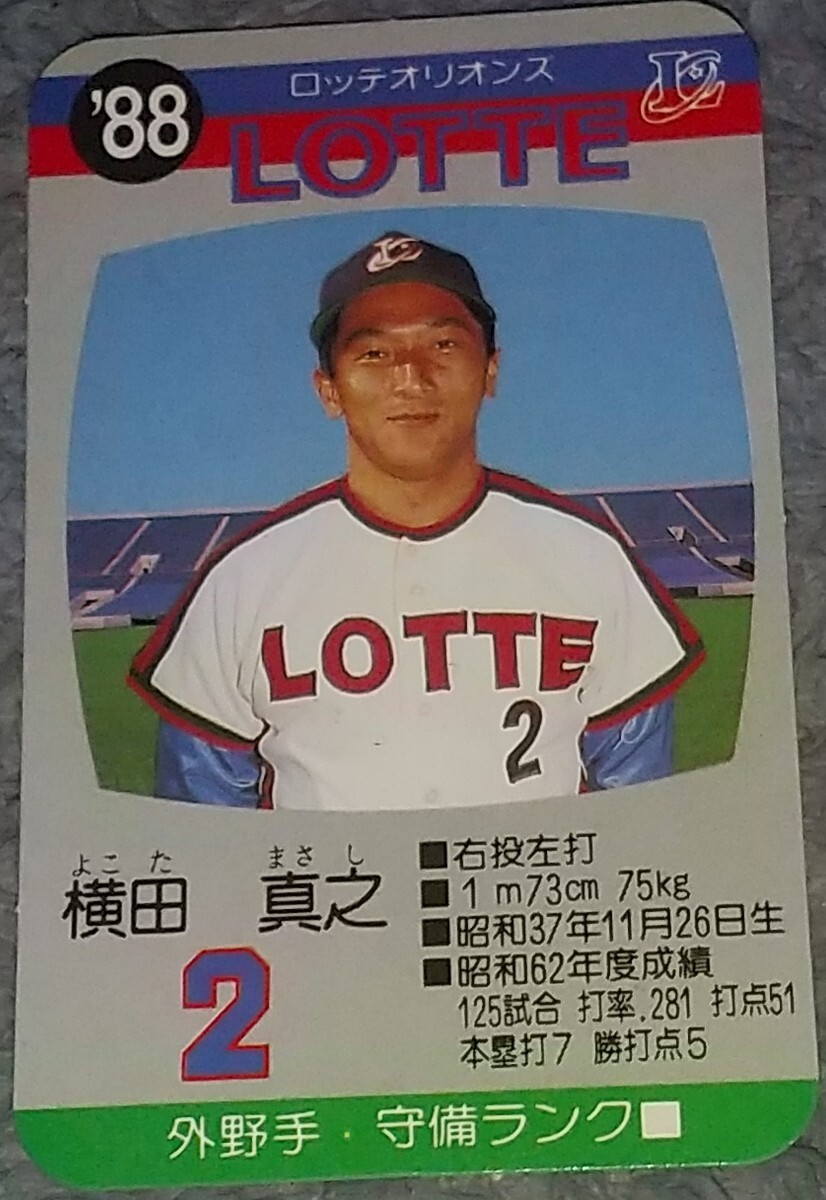 '88
ロッテオリオンズ
LOTTE
LOTTE
2
よこた まさし
横田 真之
2
■右投左打
■1m73cm 75kg
■昭和37年11月26日生
■昭和62年度成績
125試合 打率.281 打点51
本塁打7 勝打点5
外野手・守備ランク■